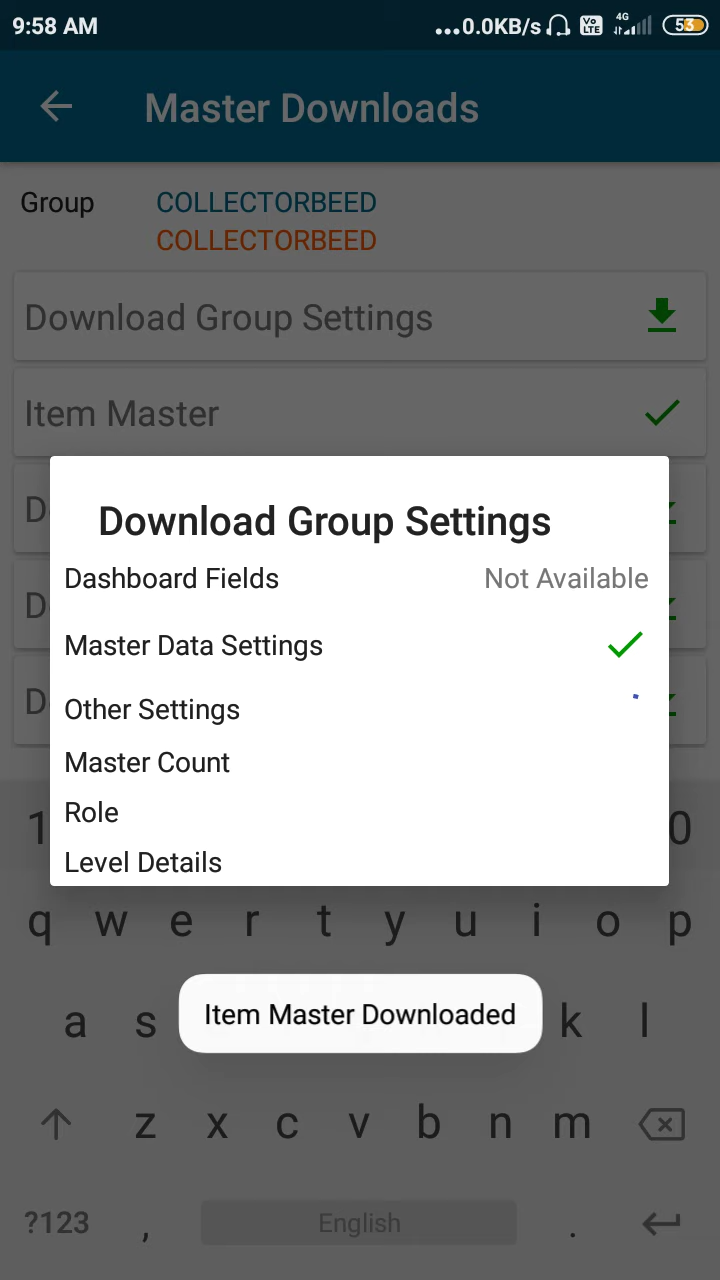 9:58 AM
...0.0KB/s Vo LTE 4G 53
Master Downloads
Group COLLECTORBEED
COLLECTORBEED
Download Group Settings
Item Master
D
Download Group Settings
Dashboard Fields Not Available
D
Master Data Settings
D
Other Settings
Master Count
Role
1 0
Level Details
q w e r t y u i o p
a s k l
Item Master Downloaded
z x c v b n m
?123 , English .